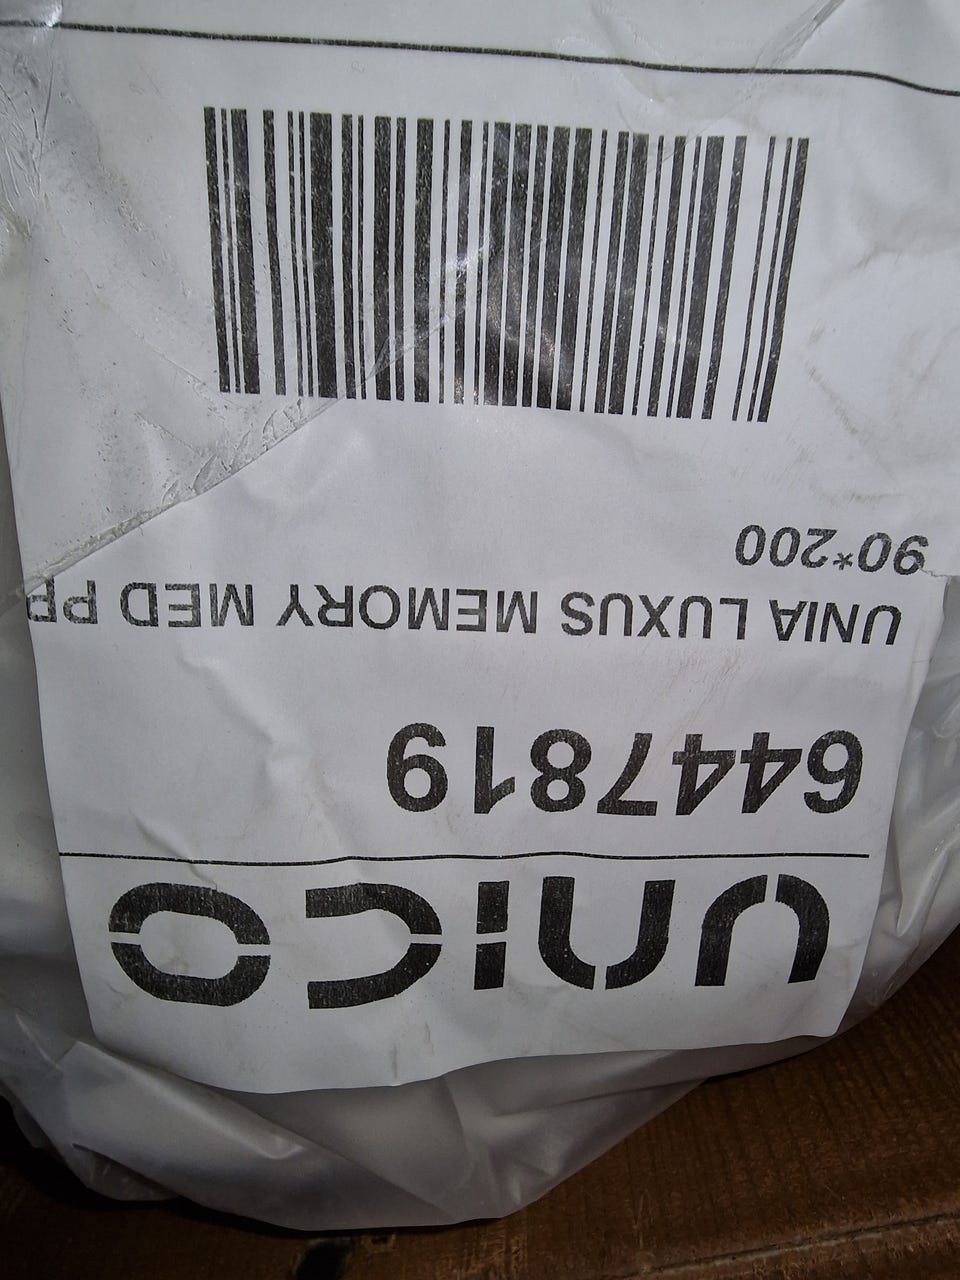 UNICO
6447819
UNIA LUXUS MEMORY MED
90*200